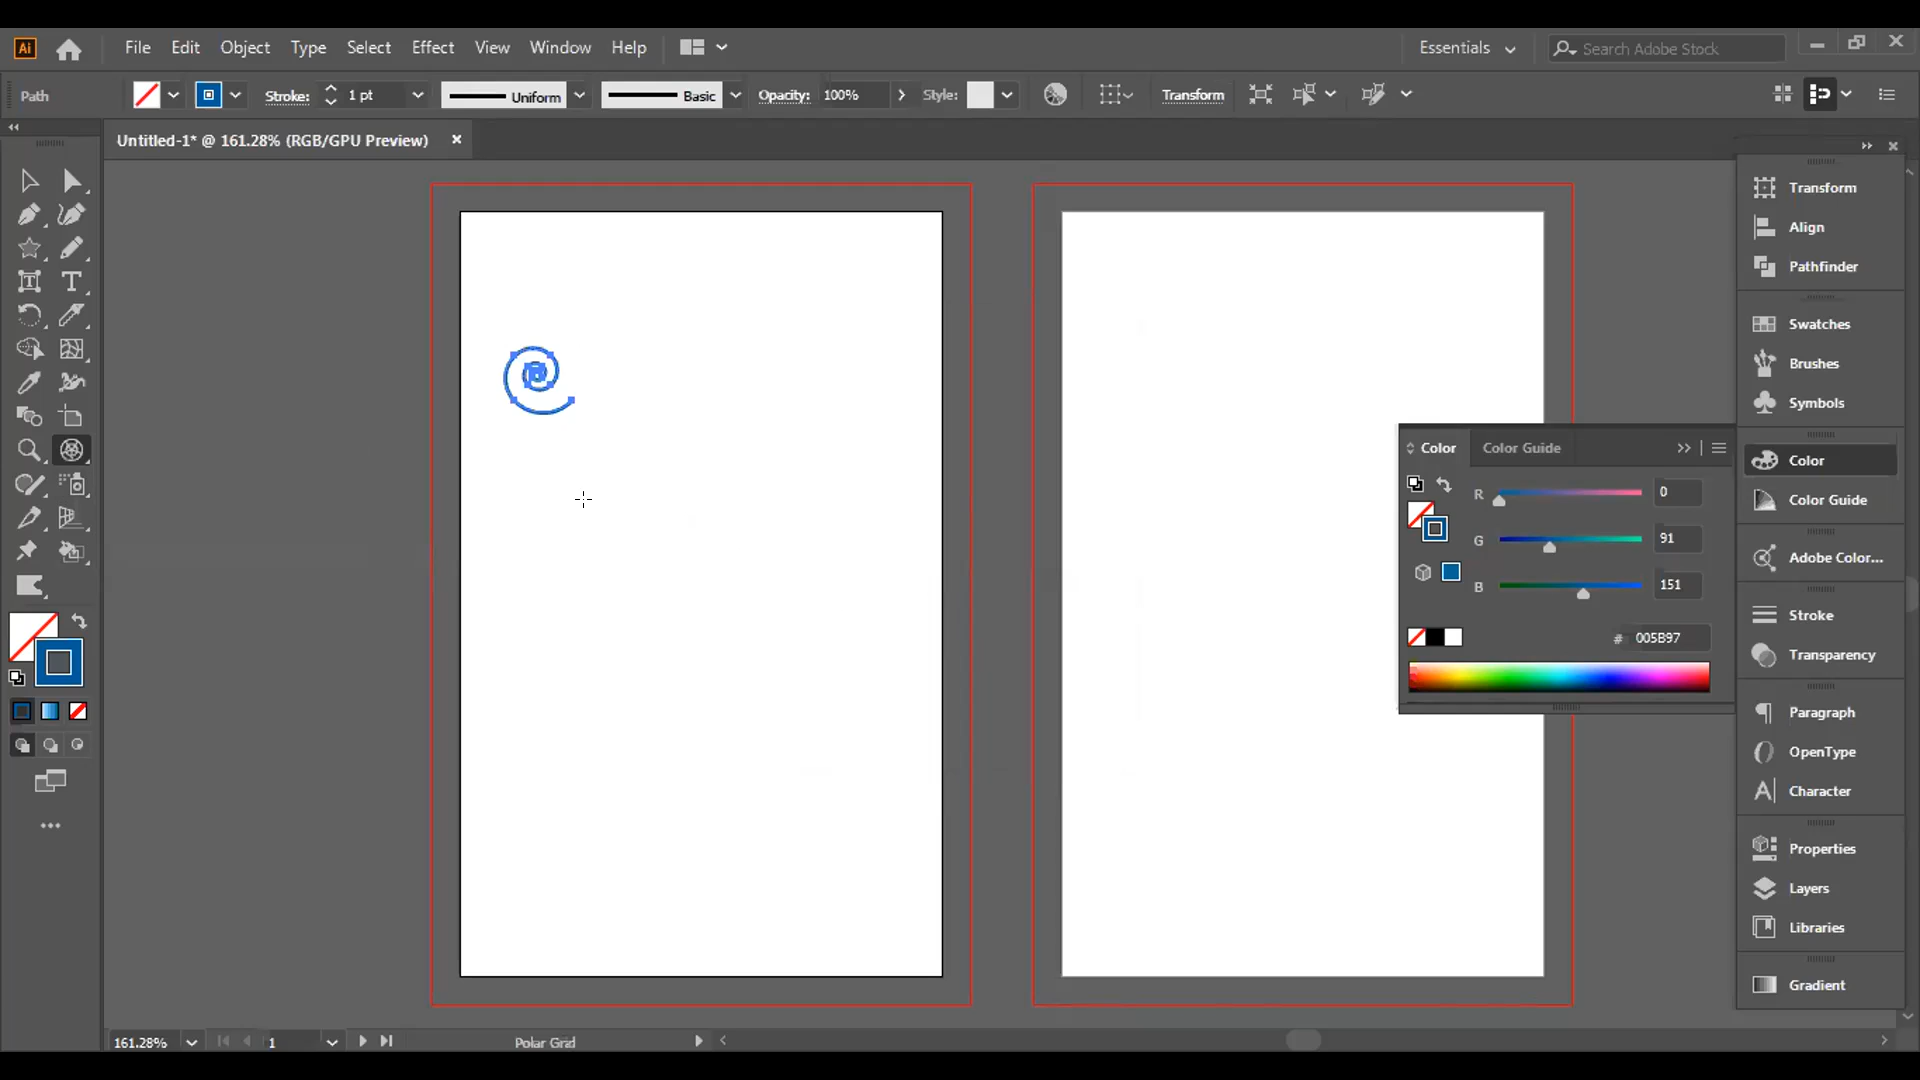 Ai File Edit Object Type Select Effect View Window Help Essentials Search Adobe Stock
Path Stroke: 1 pt Uniform Basic Opacity: 100% Style: Transform
Untitled-1* @ 161.28% (RGB/GPU Preview)
Transform
Align
Pathfinder
Swatches
Brushes
Symbols
Color
Color Guide
Adobe Color...
Stroke
Transparency
Paragraph
OpenType
Character
Properties
Layers
Libraries
Gradient
Color Color Guide
R 0
G 91
B 151
# 005B97
161.28% 1 Polar Grid